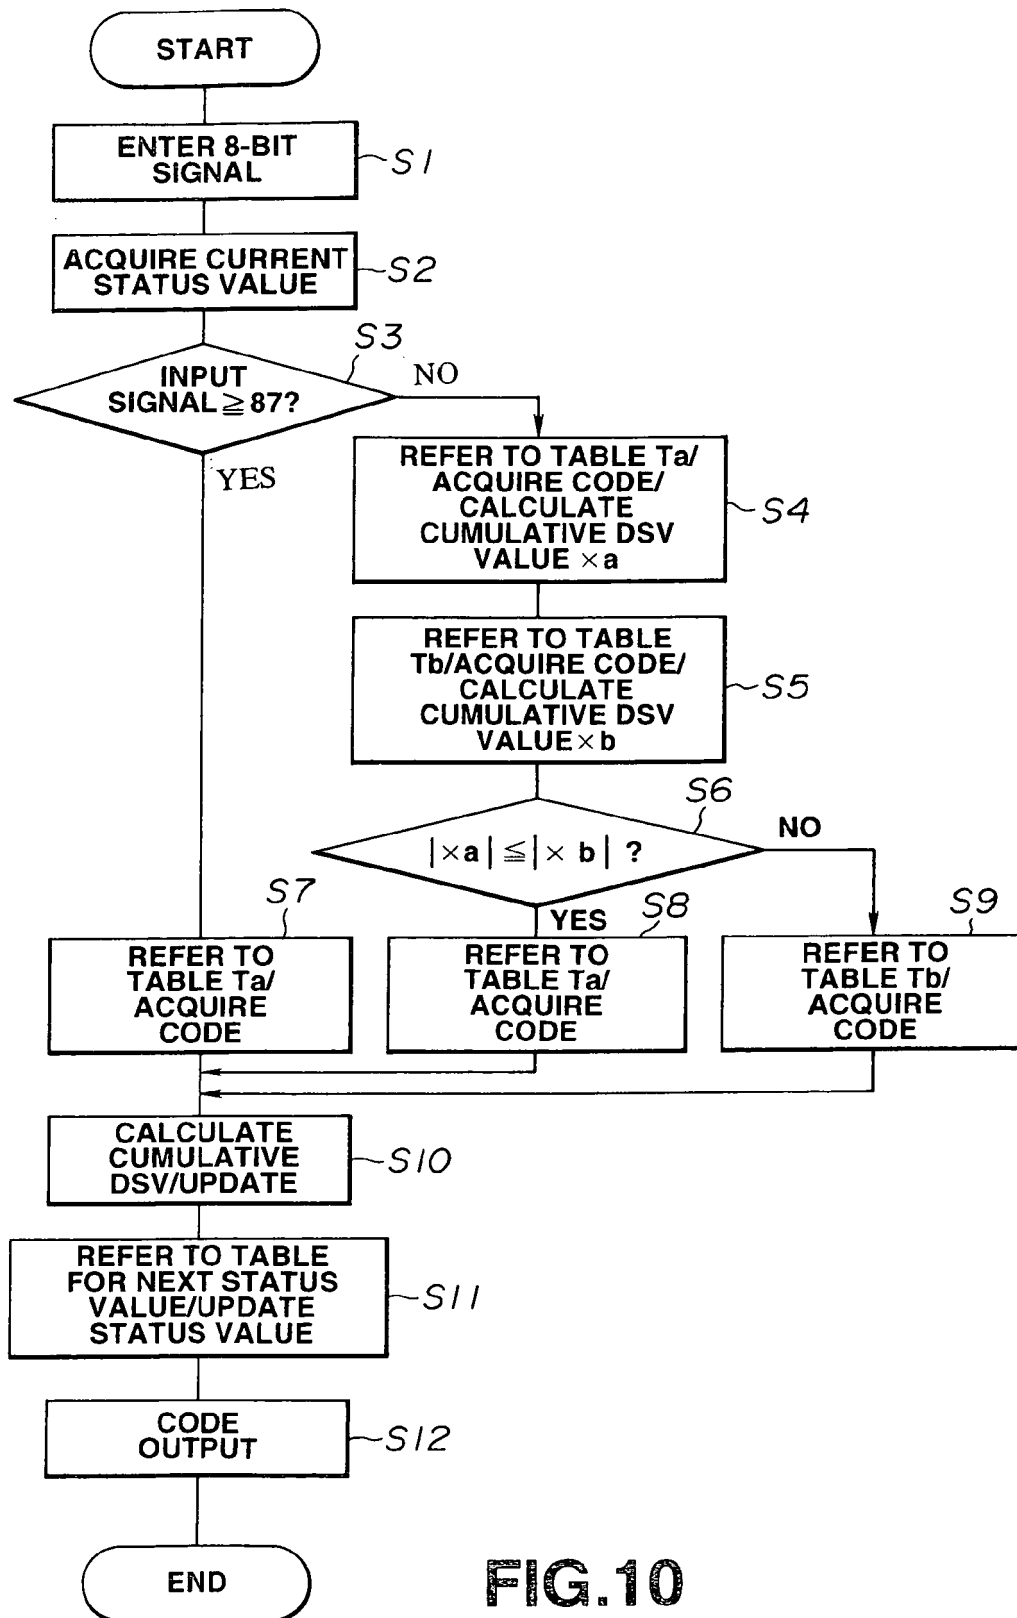 START
ENTER 8-BIT
SIGNAL
S1
ACQUIRE CURRENT
STATUS VALUE
S2
S3
INPUT
SIGNAL ≧ 87?
NO
YES
REFER TO TABLE Ta/
ACQUIRE CODE/
CALCULATE
CUMULATIVE DSV
VALUE ×a
S4
REFER TO TABLE
Tb/ACQUIRE CODE/
CALCULATE
CUMULATIVE DSV
VALUE×b
S5
S6
|×a| ≦ |× b| ?
NO
YES
S7
REFER TO
TABLE Ta/
ACQUIRE
CODE
S8
REFER TO
TABLE Ta/
ACQUIRE
CODE
S9
REFER TO
TABLE Tb/
ACQUIRE
CODE
CALCULATE
CUMULATIVE
DSV/UPDATE
S10
REFER TO TABLE
FOR NEXT STATUS
VALUE/UPDATE
STATUS VALUE
S11
CODE
OUTPUT
S12
END
FIG.10